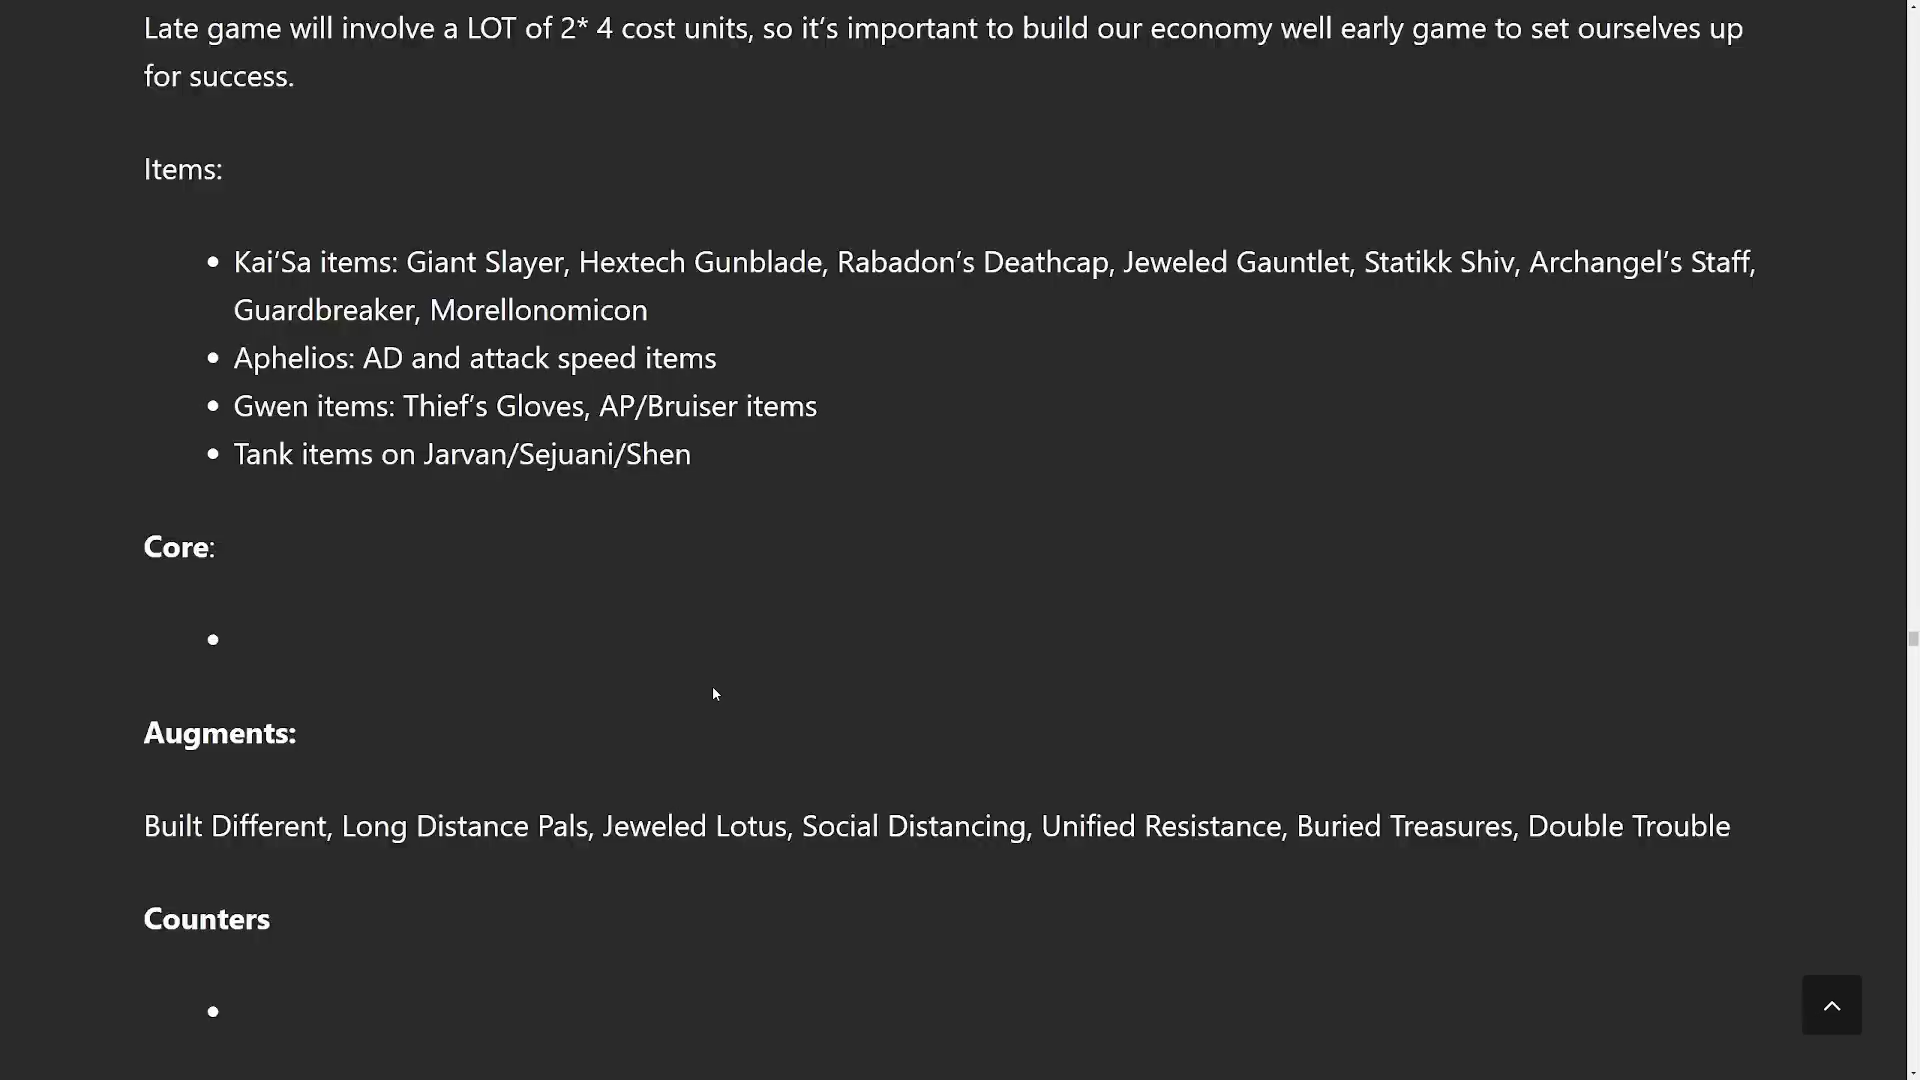 Late game will involve a LOT of 2* 4 cost units, so it’s important to build our economy well early game to set ourselves up
for success.
Items:
• Kai’Sa items: Giant Slayer, Hextech Gunblade, Rabadon’s Deathcap, Jeweled Gauntlet, Statikk Shiv, Archangel’s Staff,
Guardbreaker, Morellonomicon
• Aphelios: AD and attack speed items
• Gwen items: Thief’s Gloves, AP/Bruiser items
• Tank items on Jarvan/Sejuani/Shen
Core:
•
Augments:
Built Different, Long Distance Pals, Jeweled Lotus, Social Distancing, Unified Resistance, Buried Treasures, Double Trouble
Counters
•